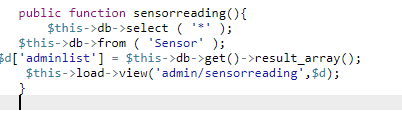 public function sensorreading(){
$this->db->select ( '*' );
$this->db->from ( 'Sensor' );
$d['adminlist'] = $this->db->get()->result_array();
$this->load->view('admin/sensorreading',$d);
}